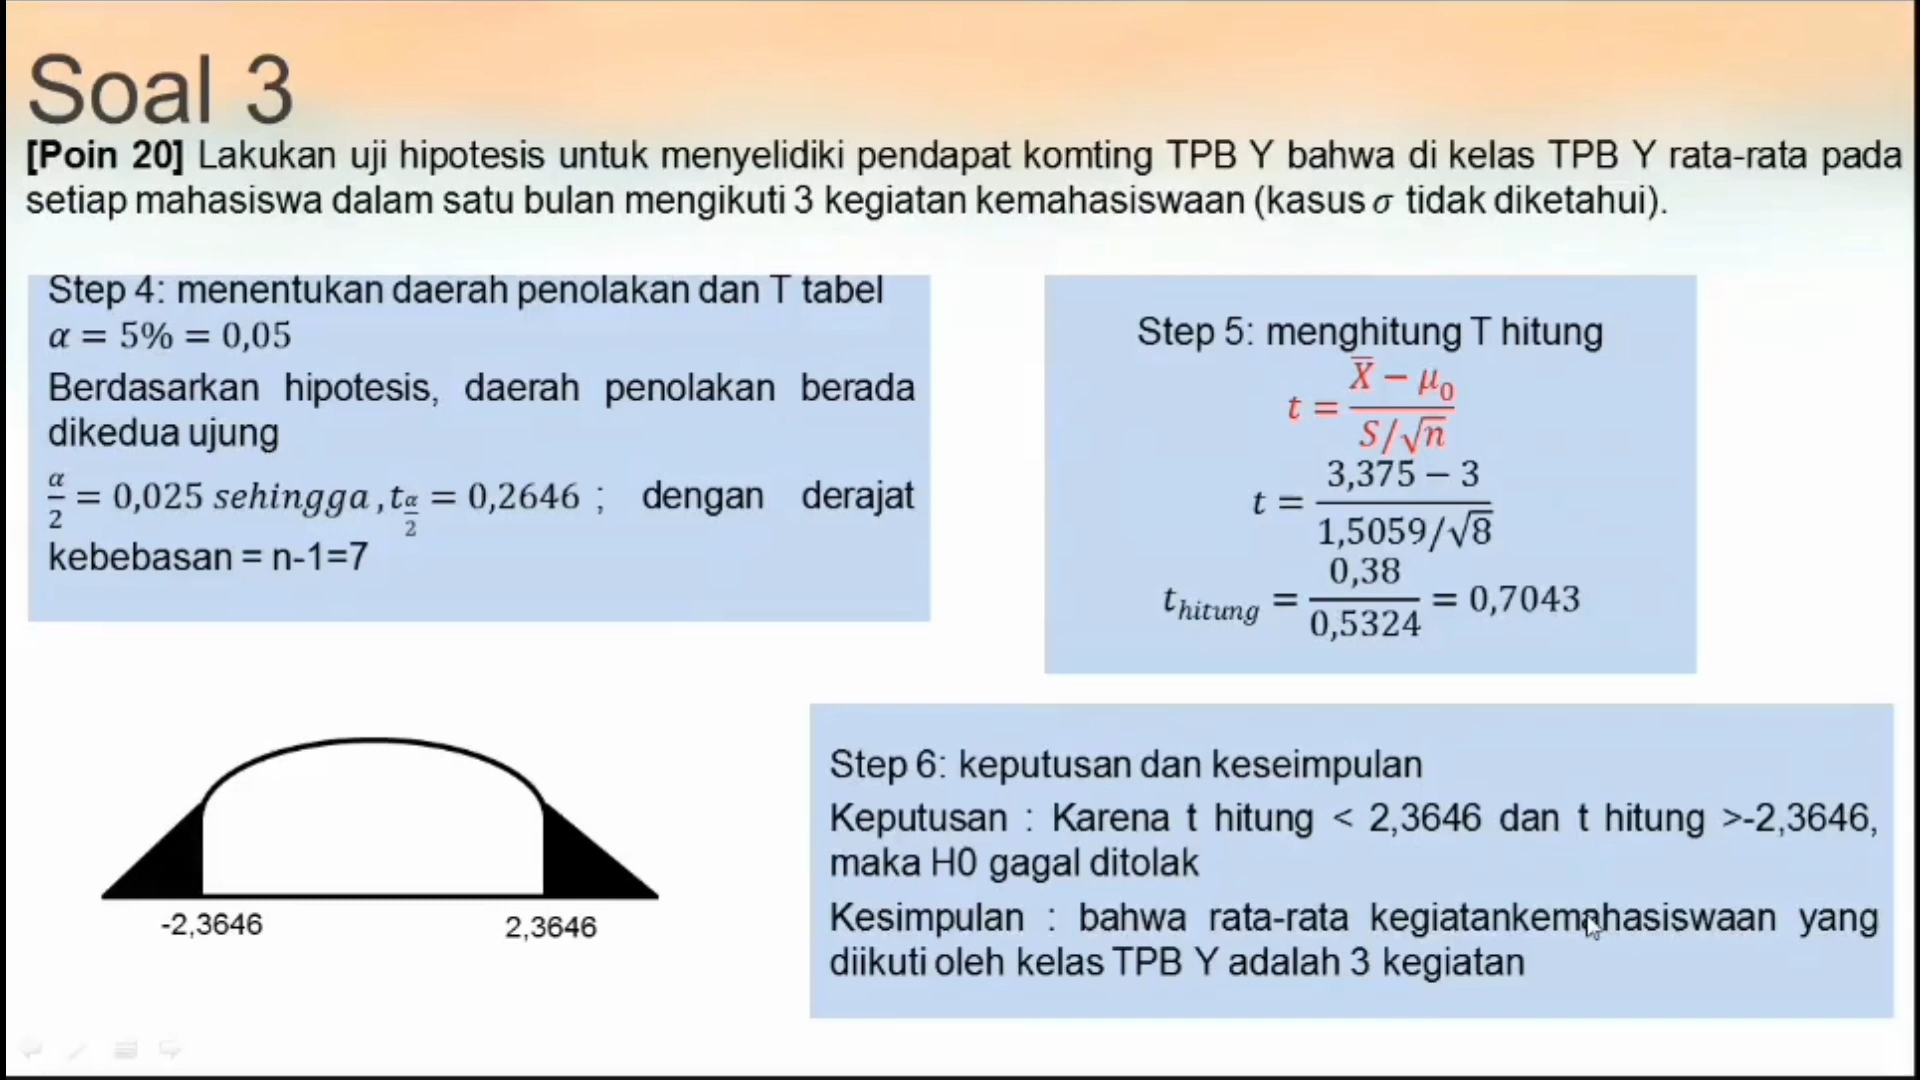 Soal 3
[Poin 20] Lakukan uji hipotesis untuk menyelidiki pendapat komting TPB Y bahwa di kelas TPB Y rata-rata pada
setiap mahasiswa dalam satu bulan mengikuti 3 kegiatan kemahasiswaan (kasus σ tidak diketahui).
Step 4: menentukan daerah penolakan dan T tabel
α = 5% = 0,05
Berdasarkan hipotesis, daerah penolakan berada
dikedua ujung
α/2 = 0,025 sehingga, t α/2 = 0,2646 ; dengan derajat
kebebasan = n-1=7
Step 5: menghitung T hitung
t = (X̅ − μ₀)/(S/√n)
t = (3,375 − 3)/(1,5059/√8)
t hitung = 0,38/0,5324 = 0,7043
-2,3646
2,3646
Step 6: keputusan dan keseimpulan
Keputusan : Karena t hitung < 2,3646 dan t hitung >-2,3646,
maka H0 gagal ditolak
Kesimpulan : bahwa rata-rata kegiatankemahasiswaan yang
diikuti oleh kelas TPB Y adalah 3 kegiatan